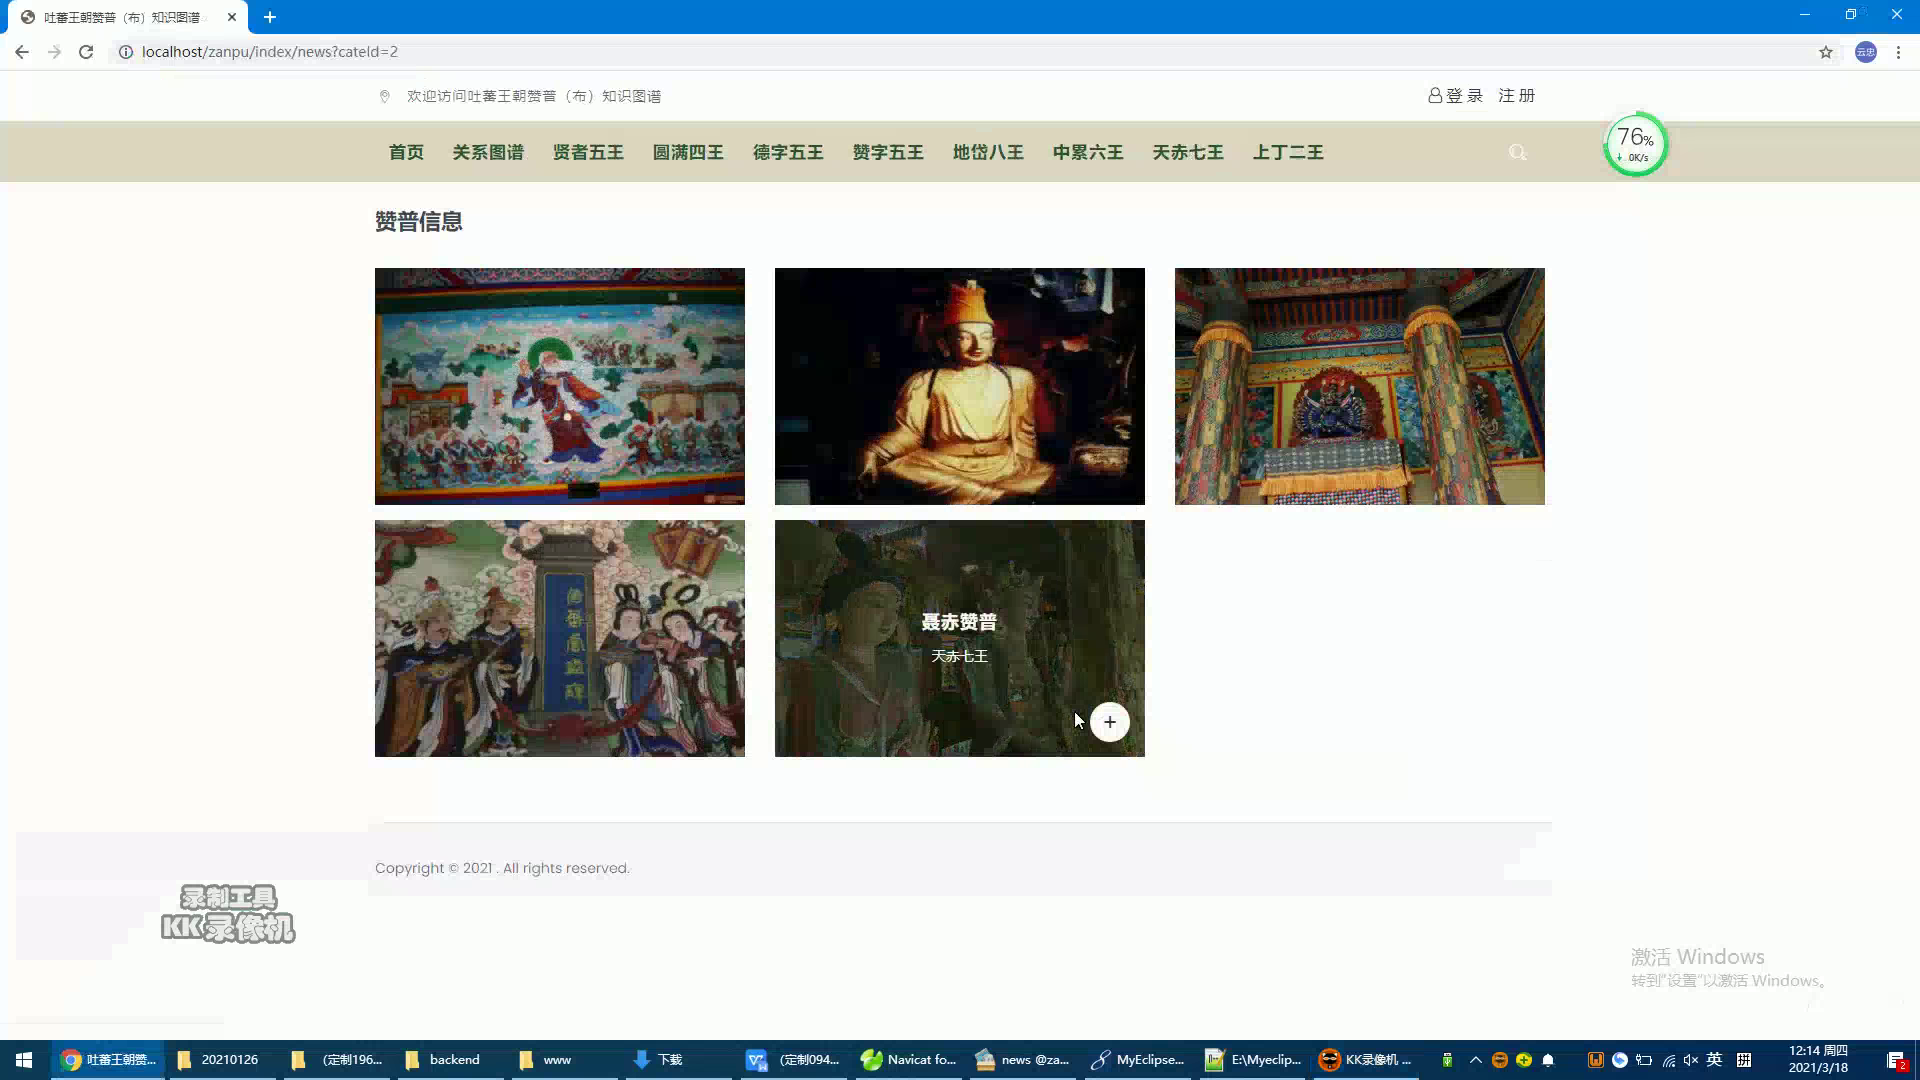 吐蕃王朝赞普（布）知识图谱
localhost/zanpu/index/news?cateId=2
云忠
欢迎访问吐蕃王朝赞普（布）知识图谱
登 录 注 册
首页 关系图谱 贤者五王 圆满四王 德字五王 赞字五王 地岱八王 中累六王 天赤七王 上丁二王
76%
0K/s
赞普信息
聂赤赞普
天赤七王
+
Copyright © 2021 . All rights reserved.
录制工具
KK录像机
激活 Windows
转到"设置"以激活 Windows。
吐蕃王朝赞... 20210126 (定制196... backend www 下载 (定制094... Navicat fo... news @za... MyEclipse... E:\Myeclip... KK录像机 ... 英 拼
12:14 周四
2021/3/18
2